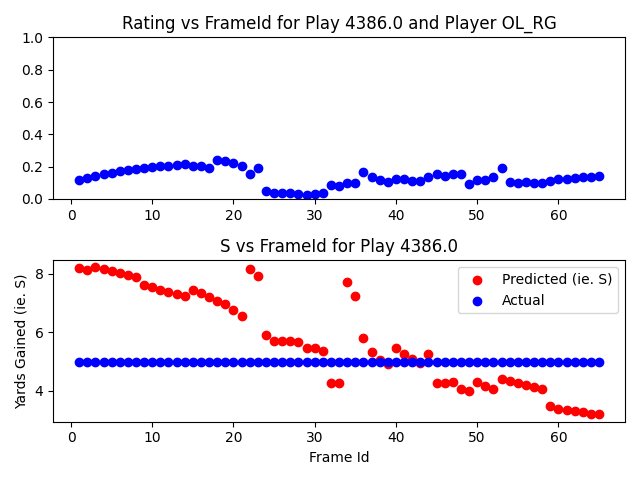 Rating vs FrameId for Play 4386.0 and Player OL_RG
1.0
0.8
0.6
0.4
0.2
0.0
0 10 20 30 40 50 60
S vs FrameId for Play 4386.0
Yards Gained (ie. S)
8
6
4
Predicted (ie. S)
Actual
0 10 20 30 40 50 60
Frame Id